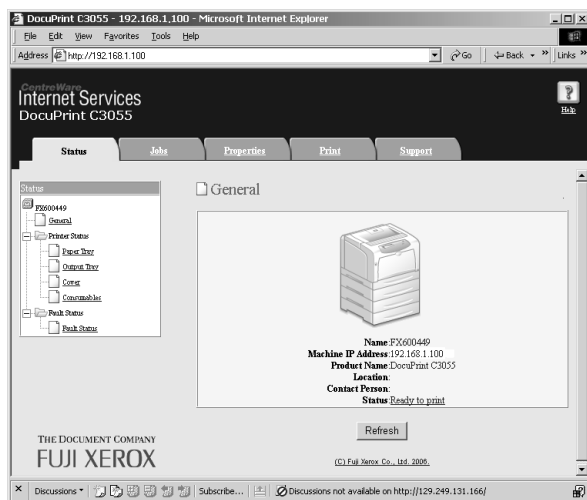 DocuPrint C3055 - 192.168.1,100 - Microsoft Internet Explorer
File Edit View Favorites Tools Help
Address http://192.168.1.100 Go Back » Links »
CentreWare
Internet Services
DocuPrint C3055
Help
Status Jobs Properties Print Support
Status
FX600449
General
Printer Status
Paper Tray
Output Tray
Cover
Consumables
Fault Status
Fault Status
General
Name:FX600449
Machine IP Address:192.168.1.100
Product Name:DocuPrint C3055
Location:
Contact Person:
Status:Ready to print
Refresh
THE DOCUMENT COMPANY
FUJI XEROX
(C) Fuji Xerox Co., Ltd. 2006.
Discussions Subscribe... Discussions not available on http://129.249.131.166/